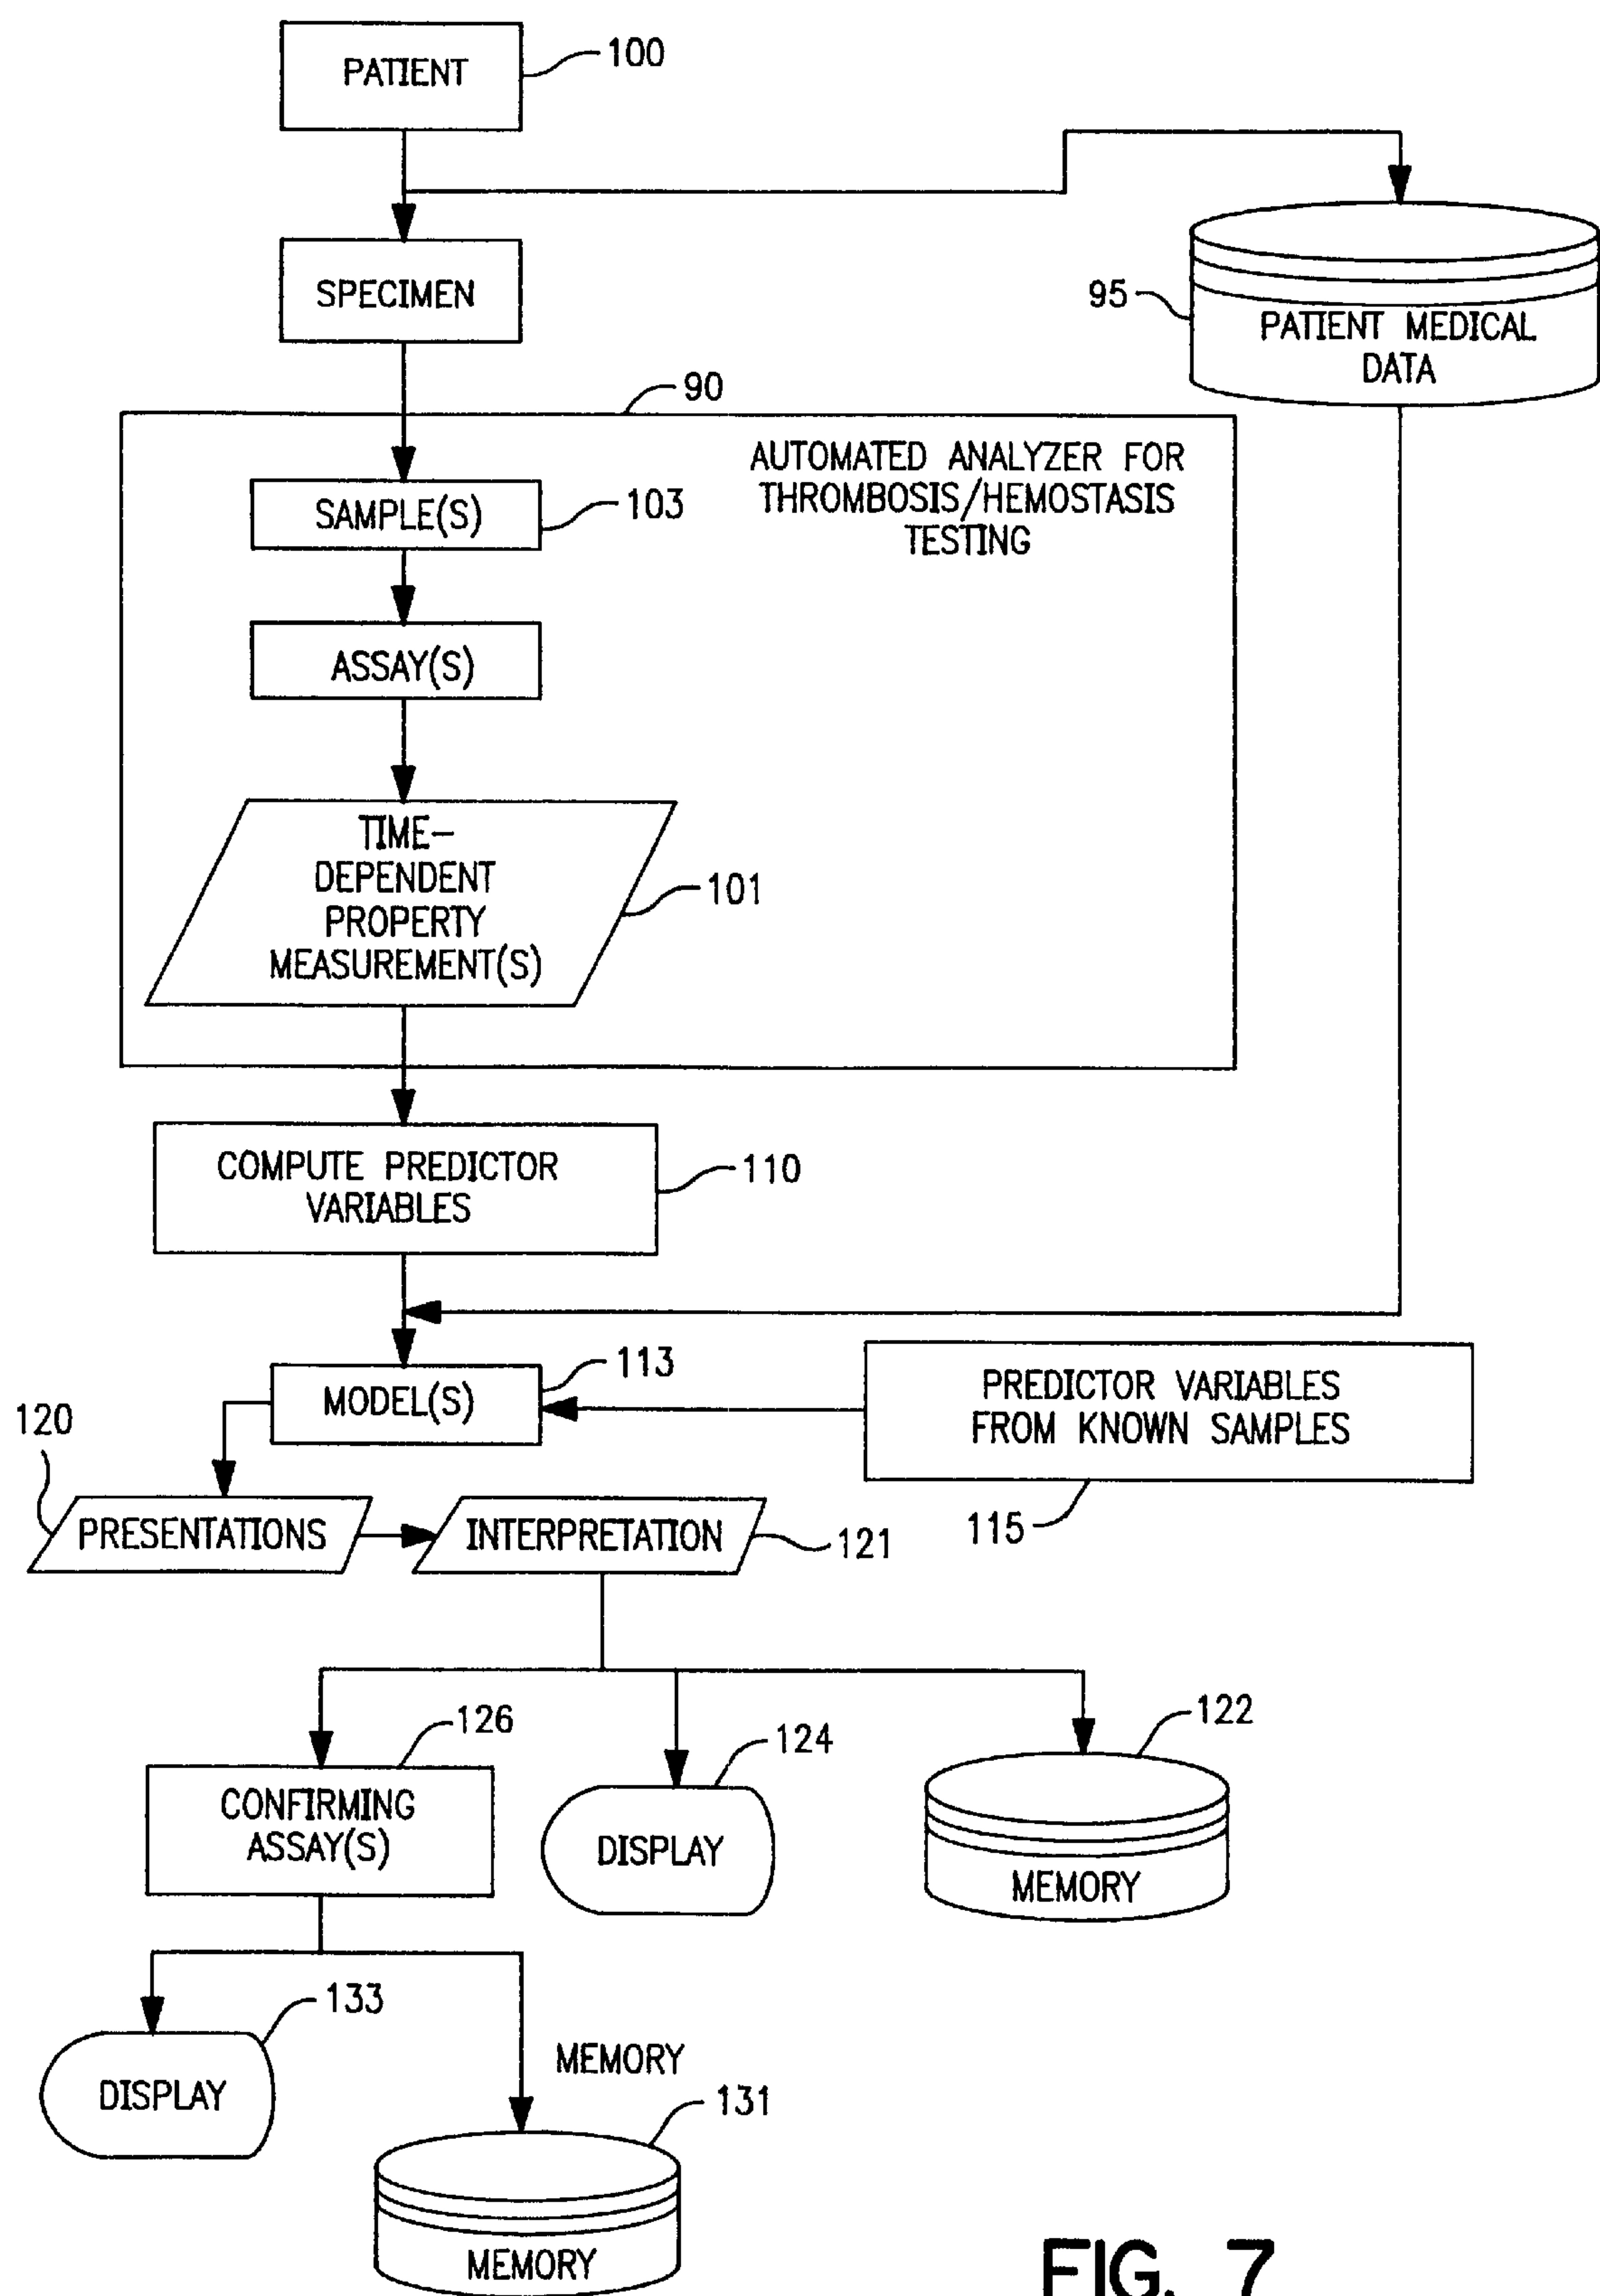 PATIENT
100
SPECIMEN
95
PATIENT MEDICAL
DATA
90
AUTOMATED ANALYZER FOR
THROMBOSIS/HEMOSTASIS
TESTING
SAMPLE(S)
103
ASSAY(S)
TIME-
DEPENDENT
PROPERTY
MEASUREMENT(S)
101
COMPUTE PREDICTOR
VARIABLES
110
113
MODEL(S)
PREDICTOR VARIABLES
FROM KNOWN SAMPLES
115
120
PRESENTATIONS
INTERPRETATION
121
126
CONFIRMING
ASSAY(S)
124
DISPLAY
122
MEMORY
133
DISPLAY
MEMORY
131
MEMORY
FIG. 7